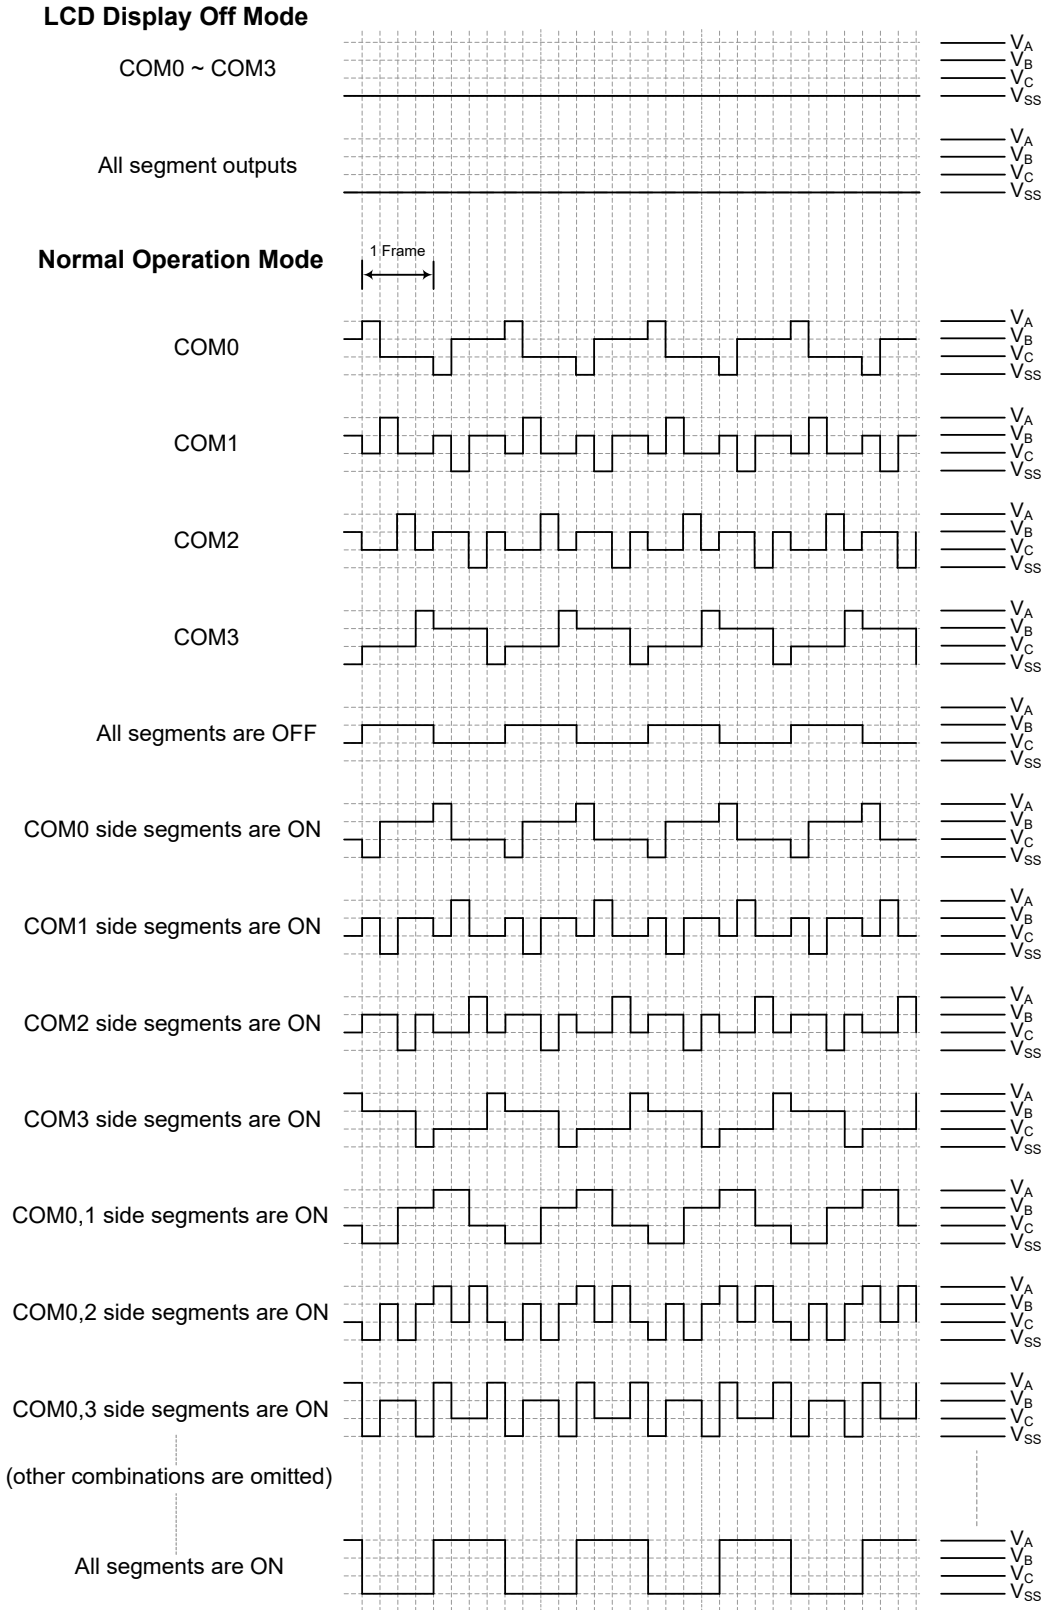 LCD Display Off Mode
COM0 ~ COM3
VA
VB
VC
VSS
All segment outputs
VA
VB
VC
VSS
Normal Operation Mode
1 Frame
COM0
VA
VB
VC
VSS
COM1
VA
VB
VC
VSS
COM2
VA
VB
VC
VSS
COM3
VA
VB
VC
VSS
All segments are OFF
VA
VB
VC
VSS
COM0 side segments are ON
VA
VB
VC
VSS
COM1 side segments are ON
VA
VB
VC
VSS
COM2 side segments are ON
VA
VB
VC
VSS
COM3 side segments are ON
VA
VB
VC
VSS
COM0,1 side segments are ON
VA
VB
VC
VSS
COM0,2 side segments are ON
VA
VB
VC
VSS
COM0,3 side segments are ON
VA
VB
VC
VSS
(other combinations are omitted)
All segments are ON
VA
VB
VC
VSS